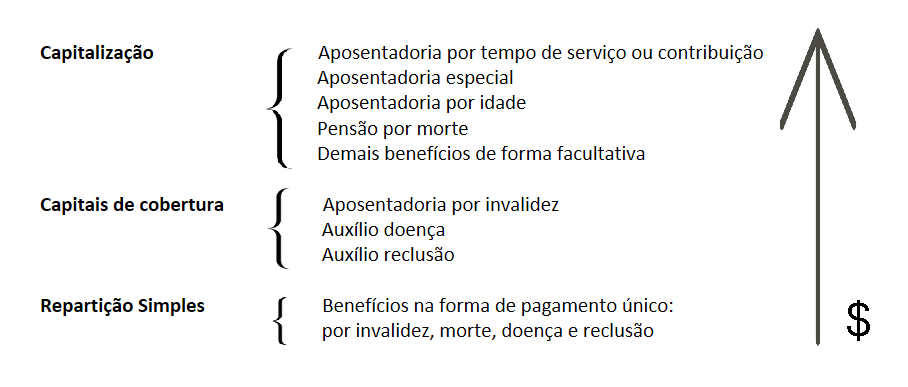 Capitalização
Aposentadoria por tempo de serviço ou contribuição
Aposentadoria especial
Aposentadoria por idade
Pensão por morte
Demais benefícios de forma facultativa
Capitais de cobertura
Aposentadoria por invalidez
Auxílio doença
Auxílio reclusão
Repartição Simples
Benefícios na forma de pagamento único:
por invalidez, morte, doença e reclusão
$